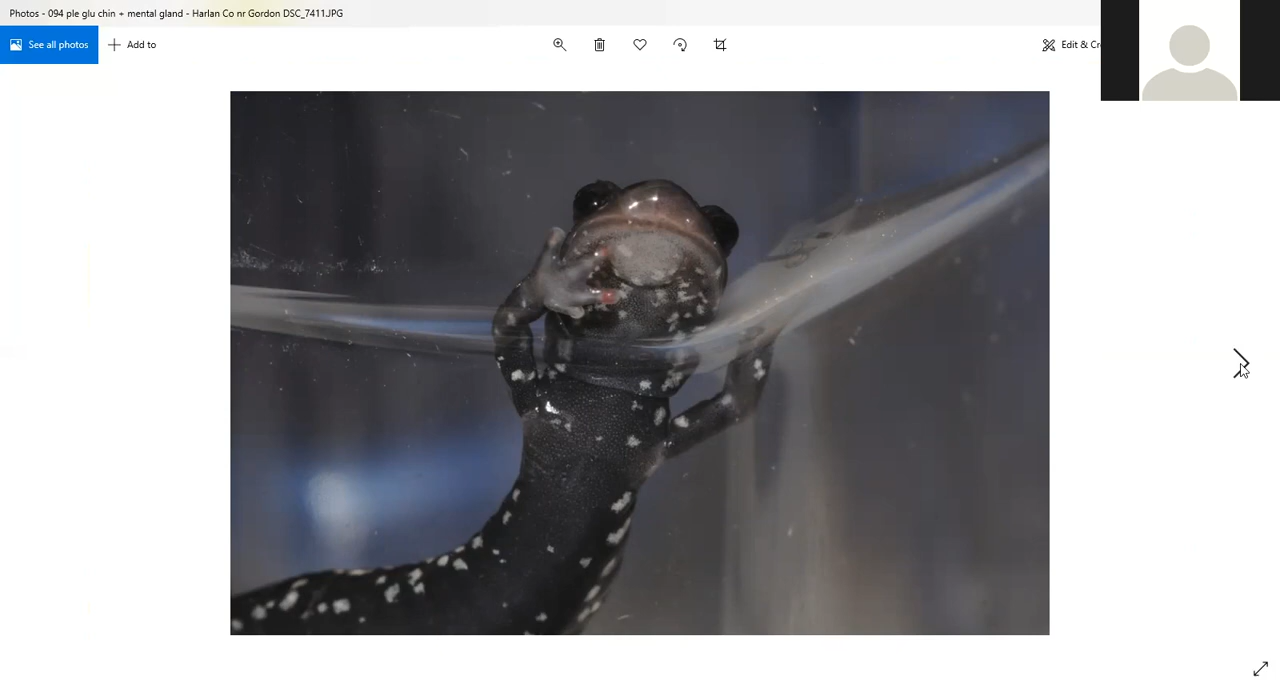 Photos - 094 ple glu chin + mental gland - Harlan Co nr Gordon DSC_7411.JPG
See all photos
Add to
Edit &